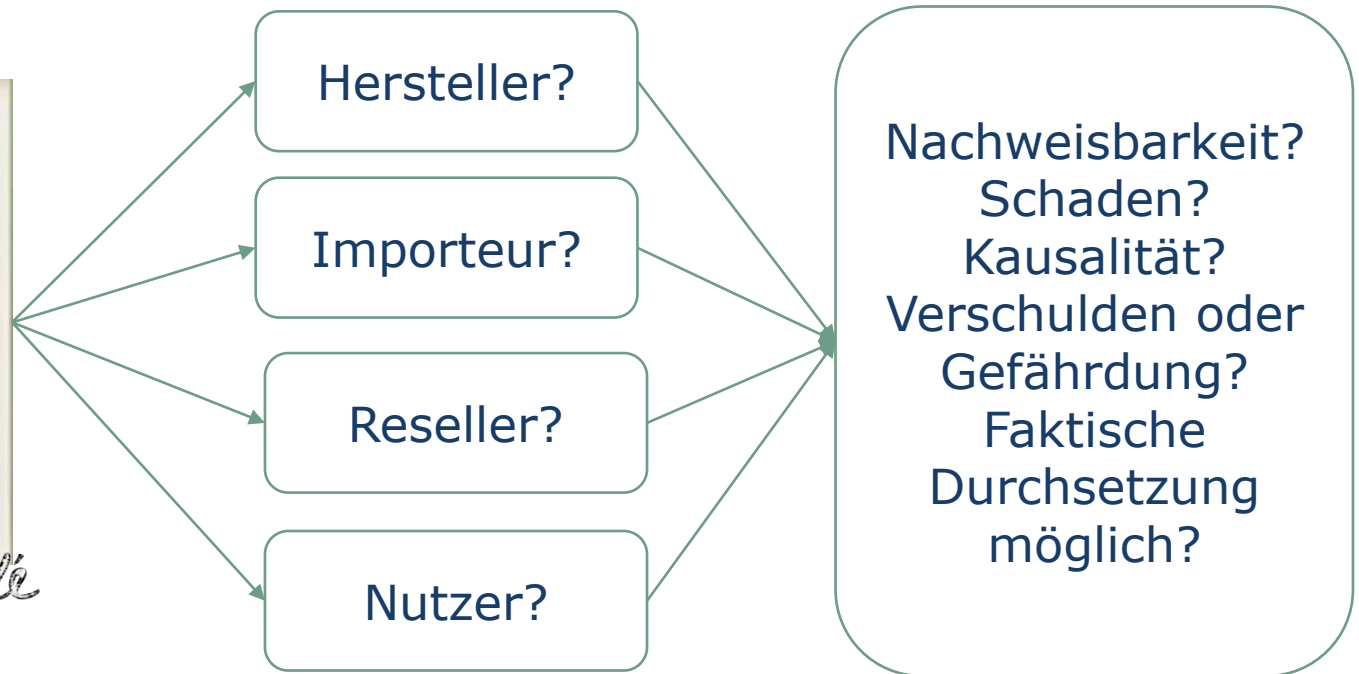 Hersteller?
Importeur?
Reseller?
Nutzer?
Nachweisbarkeit?
Schaden?
Kausalität?
Verschulden oder
Gefährdung?
Faktische
Durchsetzung
möglich?